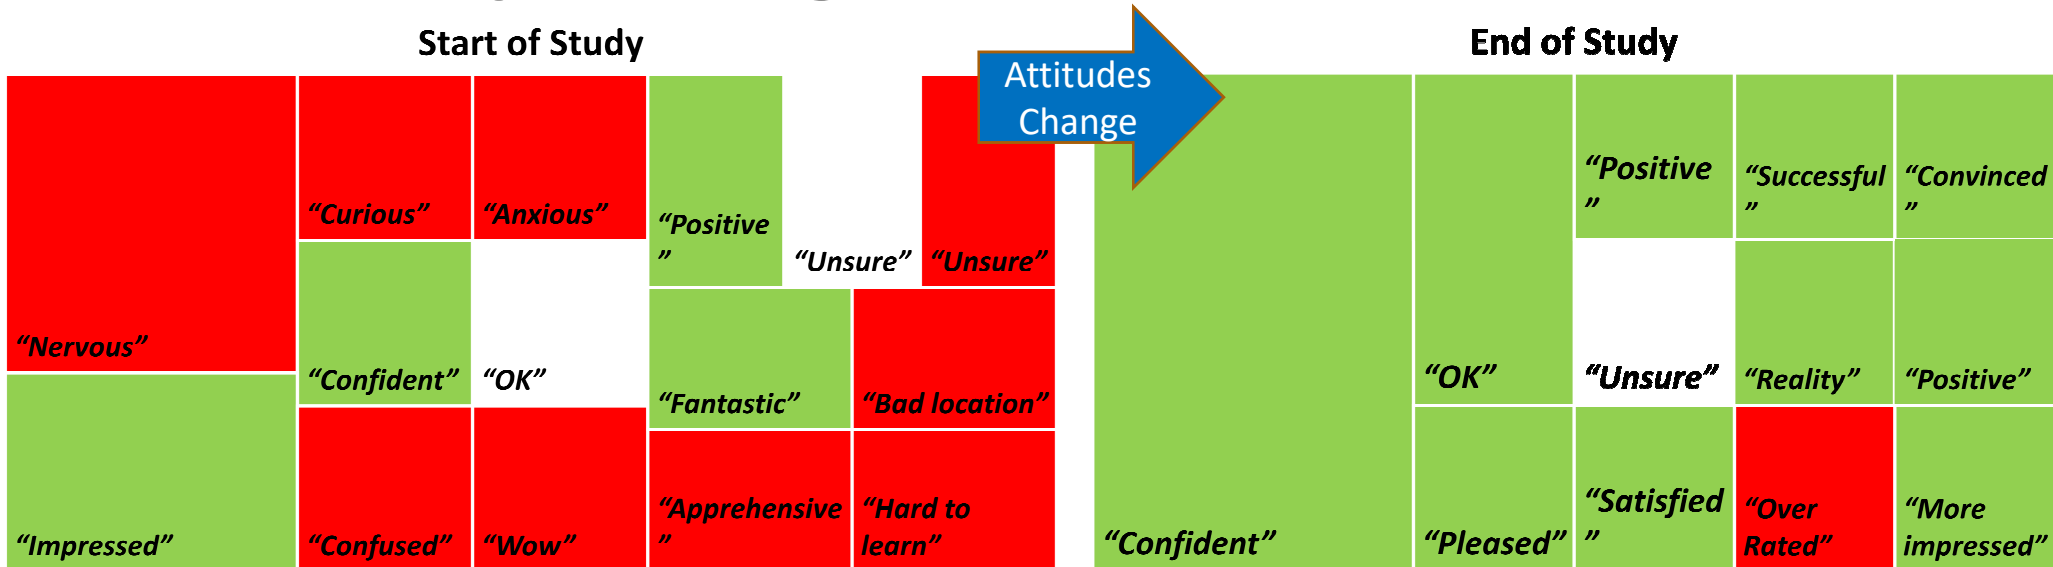 Start of Study
Attitudes
Change
End of Study
“Nervous”
“Impressed”
“Curious”
“Anxious”
“Confident”
“OK”
“Confused”
“Wow”
“Positive
”
“Unsure”
“Unsure”
“Fantastic”
“Bad location”
“Apprehensive
”
“Hard to
learn”
“Confident”
“OK”
“Pleased”
“Positive
”
“Successful
”
“Convinced
”
“Unsure”
“Reality”
“Positive”
“Satisfied
”
“Over
Rated”
“More
impressed”